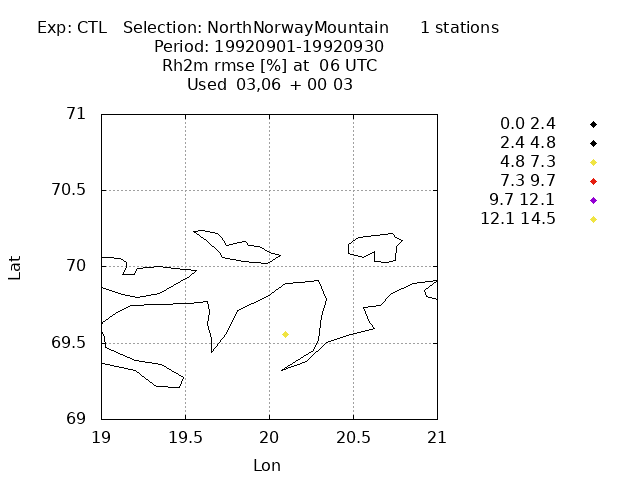 Exp: CTL   Selection: NorthNorwayMountain      1 stations
Period: 19920901-19920930
Rh2m rmse [%] at  06 UTC
Used  03,06  + 00 03
71
70.5
70
69.5
69
Lat
19
19.5
20
20.5
21
Lon
0.0 2.4
2.4 4.8
4.8 7.3
7.3 9.7
9.7 12.1
12.1 14.5